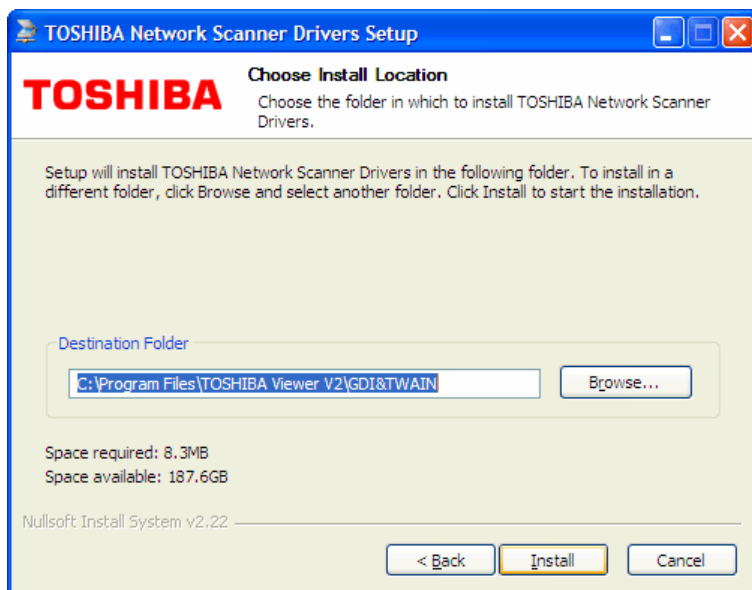 TOSHIBA Network Scanner Drivers Setup
TOSHIBA
Choose Install Location
Choose the folder in which to install TOSHIBA Network Scanner
Drivers.
Setup will install TOSHIBA Network Scanner Drivers in the following folder. To install in a
different folder, click Browse and select another folder. Click Install to start the installation.
Destination Folder
C:\Program Files\TOSHIBA Viewer V2\GDI&TWAIN
Browse...
Space required: 8.3MB
Space available: 187.6GB
Nullsoft Install System v2.22
< Back
Install
Cancel